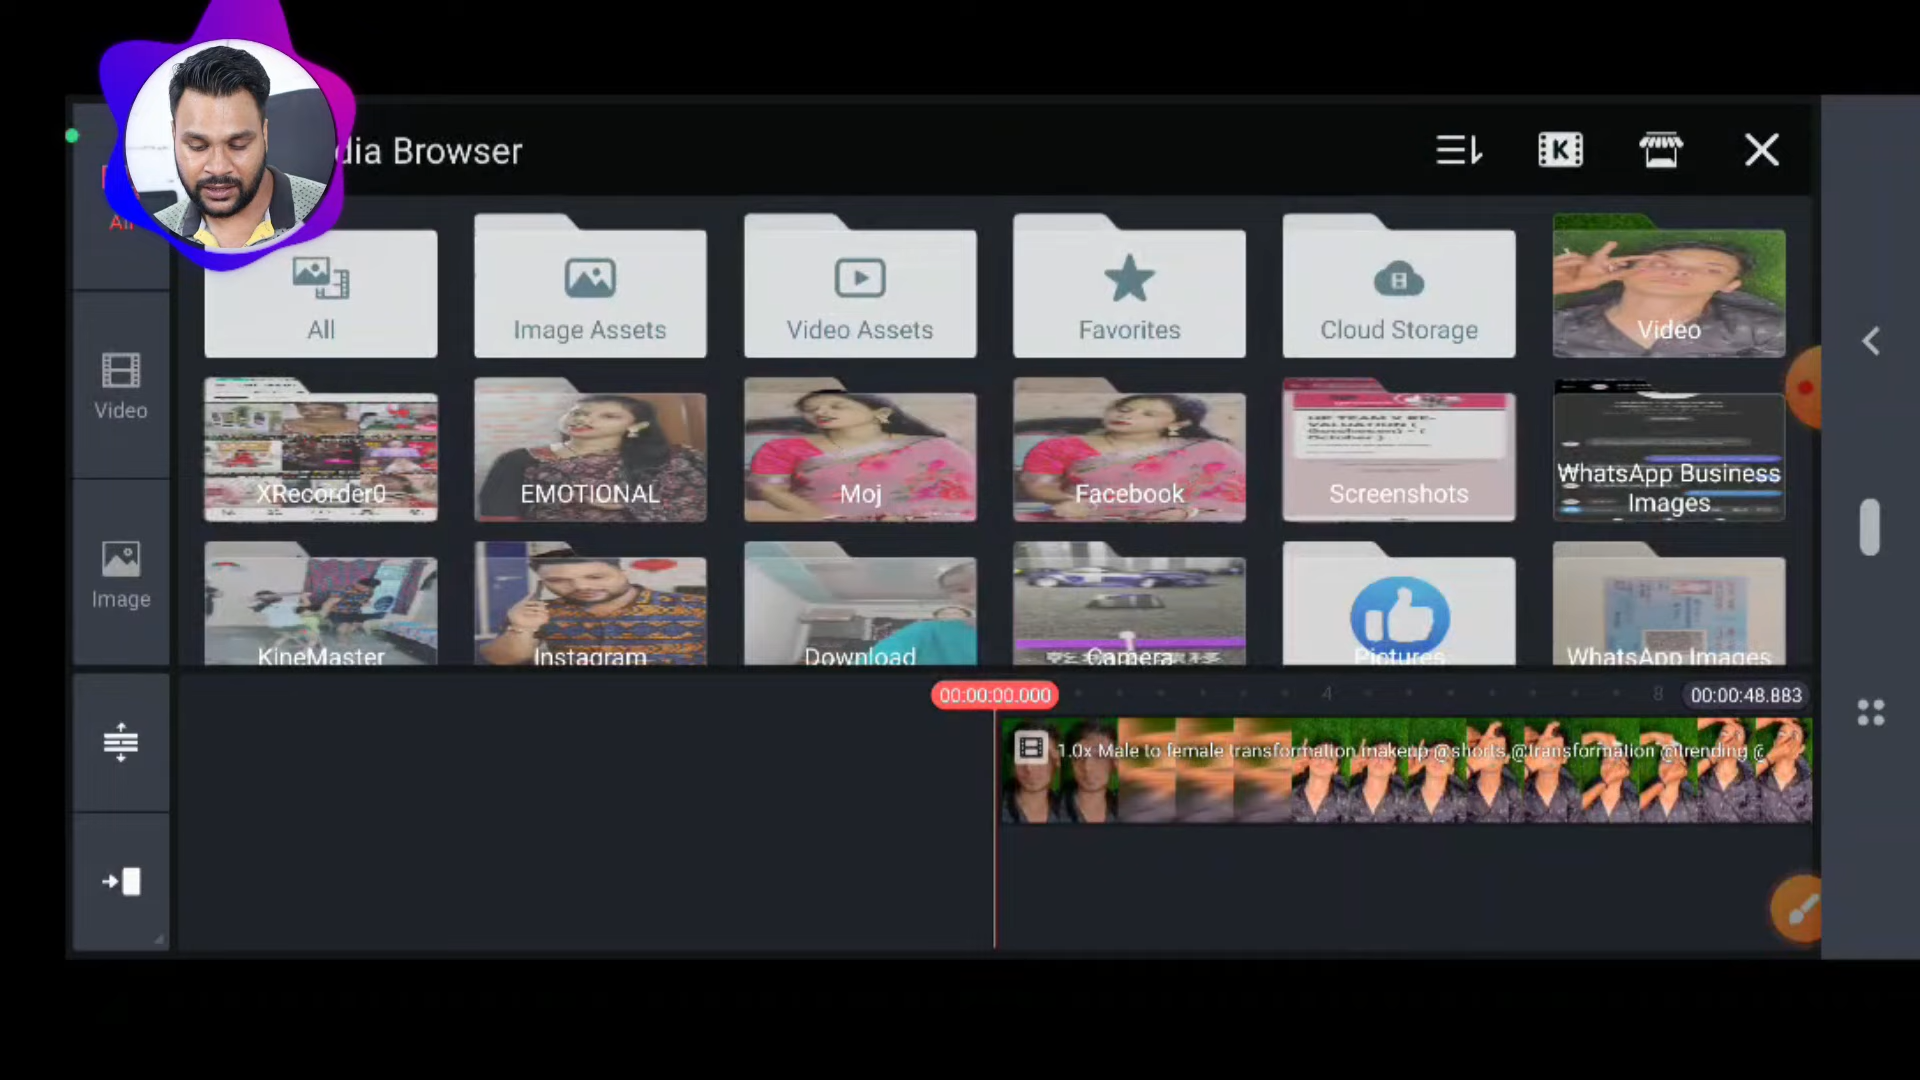 dia Browser
All
All
Image Assets
Video Assets
Favorites
Cloud Storage
Video
Video
XRecorder0
EMOTIONAL
Moj
Facebook
Screenshots
WhatsApp Business
Images
Image
KineMaster
Instagram
Download
Camera
Pictures
WhatsApp Images
00:00:00.000
4
8
00:00:48.883
1.0x Male to female transformation makeup @shorts @transformation @trending @